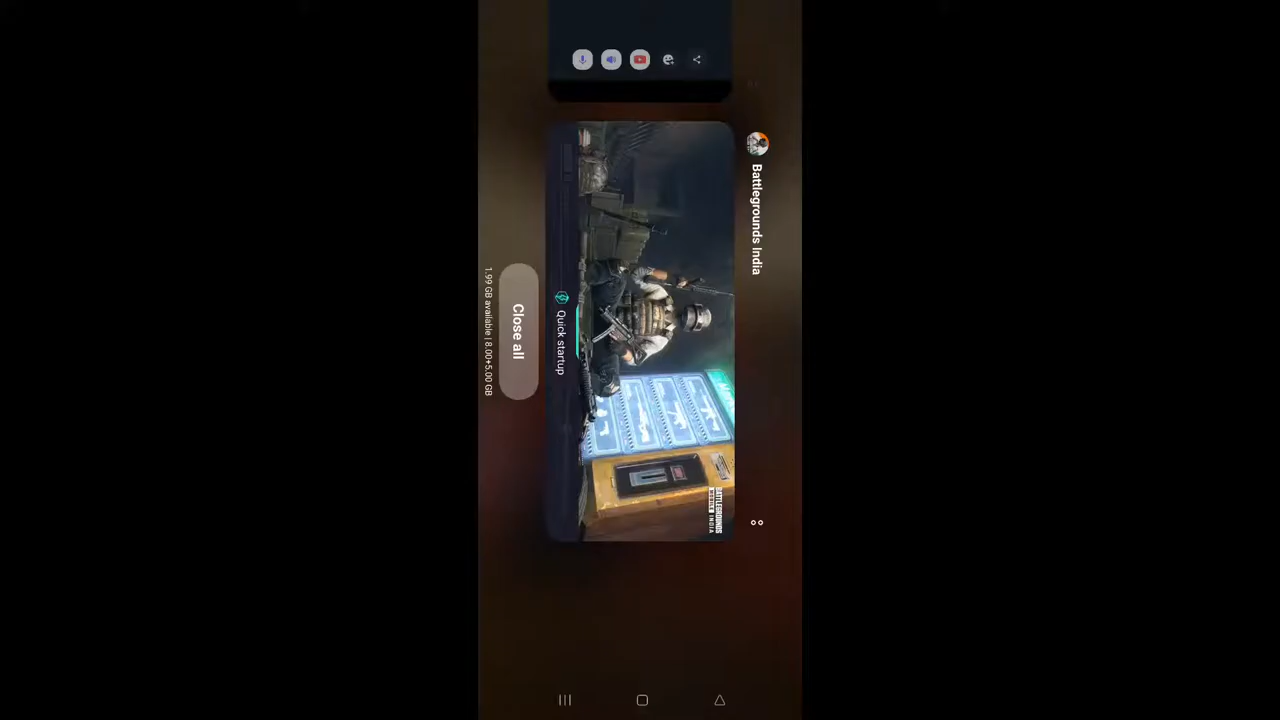 Battlegrounds India
BATTLEGROUNDS
MOBILE INDIA
Quick startup
Close all
1.99 GB available | 8.00+5.00 GB